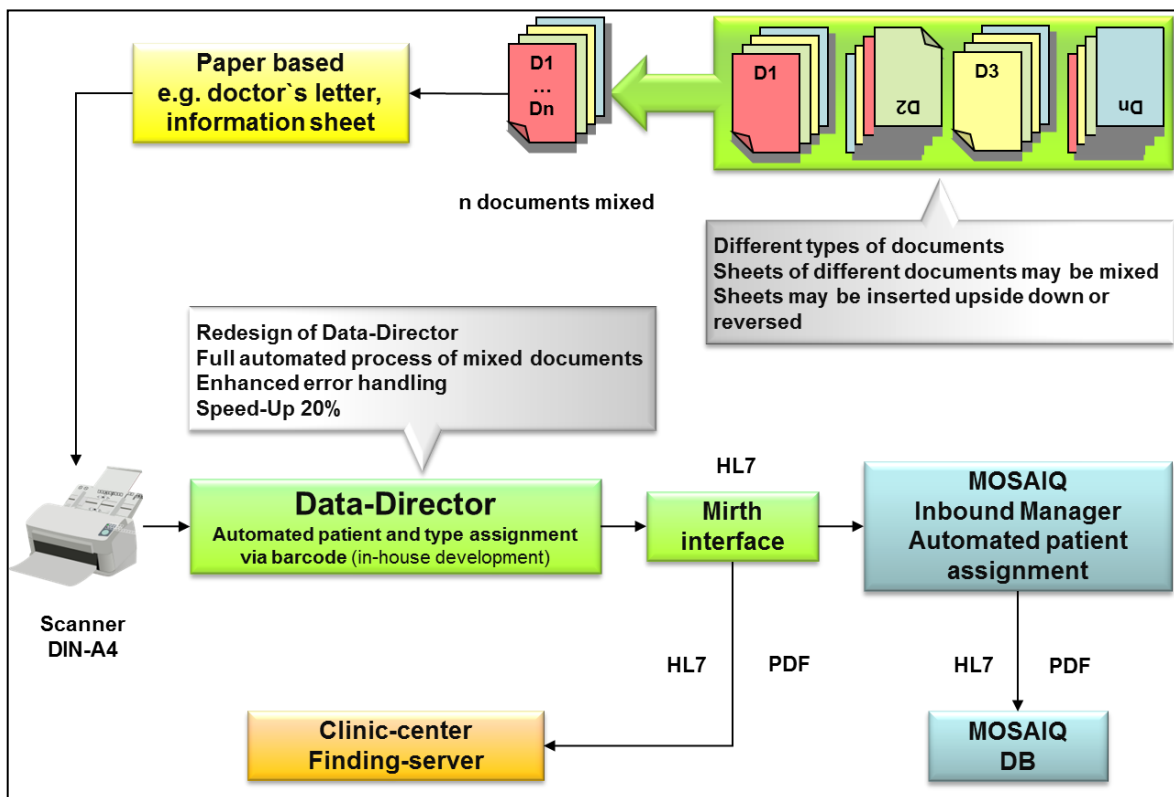 Paper based
e.g. doctor`s letter,
information sheet
D1
...
Dn
D1
D2
D3
Dn
n documents mixed
Different types of documents
Sheets of different documents may be mixed
Sheets may be inserted upside down or
reversed
Redesign of Data-Director
Full automated process of mixed documents
Enhanced error handling
Speed-Up 20%
Scanner
DIN-A4
Data-Director
Automated patient and type assignment
via barcode (in-house development)
HL7
Mirth
interface
MOSAIQ
Inbound Manager
Automated patient
assignment
HL7 PDF
HL7 PDF
Clinic-center
Finding-server
MOSAIQ
DB